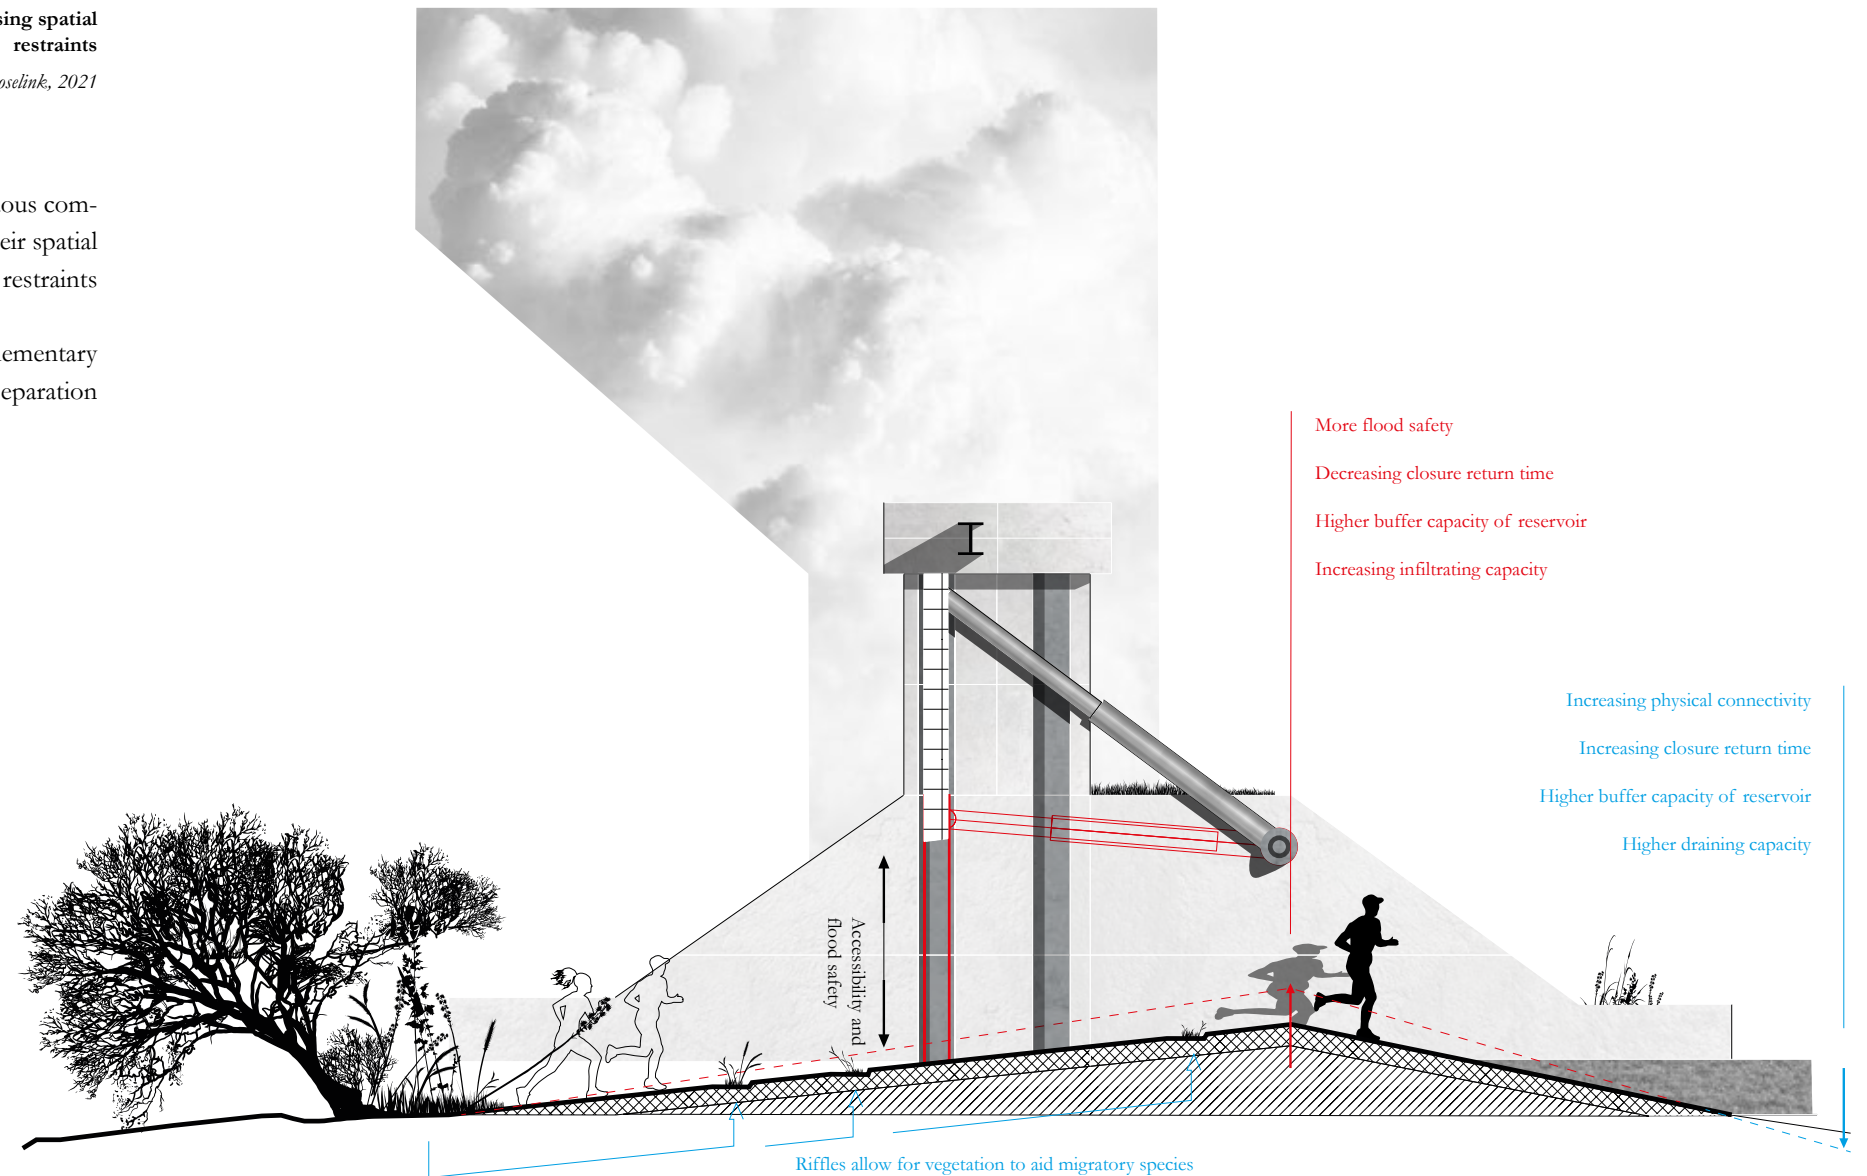 sing spatial
restraints
oselink, 2021
ous com-
eir spatial
restraints
lementary
eparation
More flood safety
Decreasing closure return time
Higher buffer capacity of reservoir
Increasing infiltrating capacity
Increasing physical connectivity
Increasing closure return time
Higher buffer capacity of reservoir
Higher draining capacity
Accessibility and
flood safety
Riffles allow for vegetation to aid migratory species